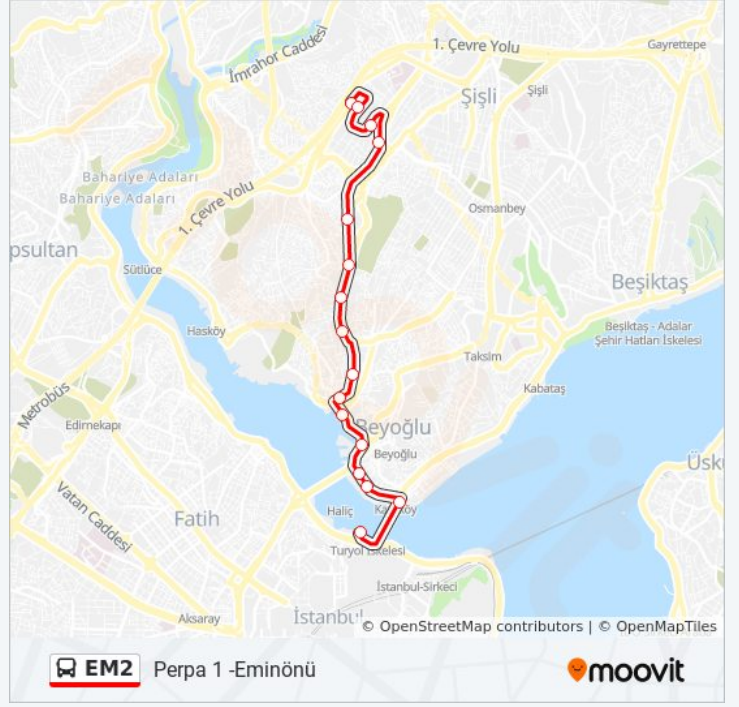 1. Çevre Yolu
Gayrettepe
İmrahor Caddesi
Şişli
Şişli
Bahariye Adaları
Bahariye Adaları
1. Çevre Yolu
Osmanbey
psultan
Sütlüce
Beşiktaş
Hasköy
Beşiktaş - Adalar
Şehir Hatları İskelesi
Taksim
Kabataş
Metrobüs
Edirnekapı
Beyoğlu
Beyoğlu
Üskü
Vatan Caddesi
Fatih
Haliç
Turyol İskelesi
İstanbul-Sirkeci
Aksaray
İstanbul
© OpenStreetMap contributors | © OpenMapTiles
EM2 Perpa 1 -Eminönü
moovit